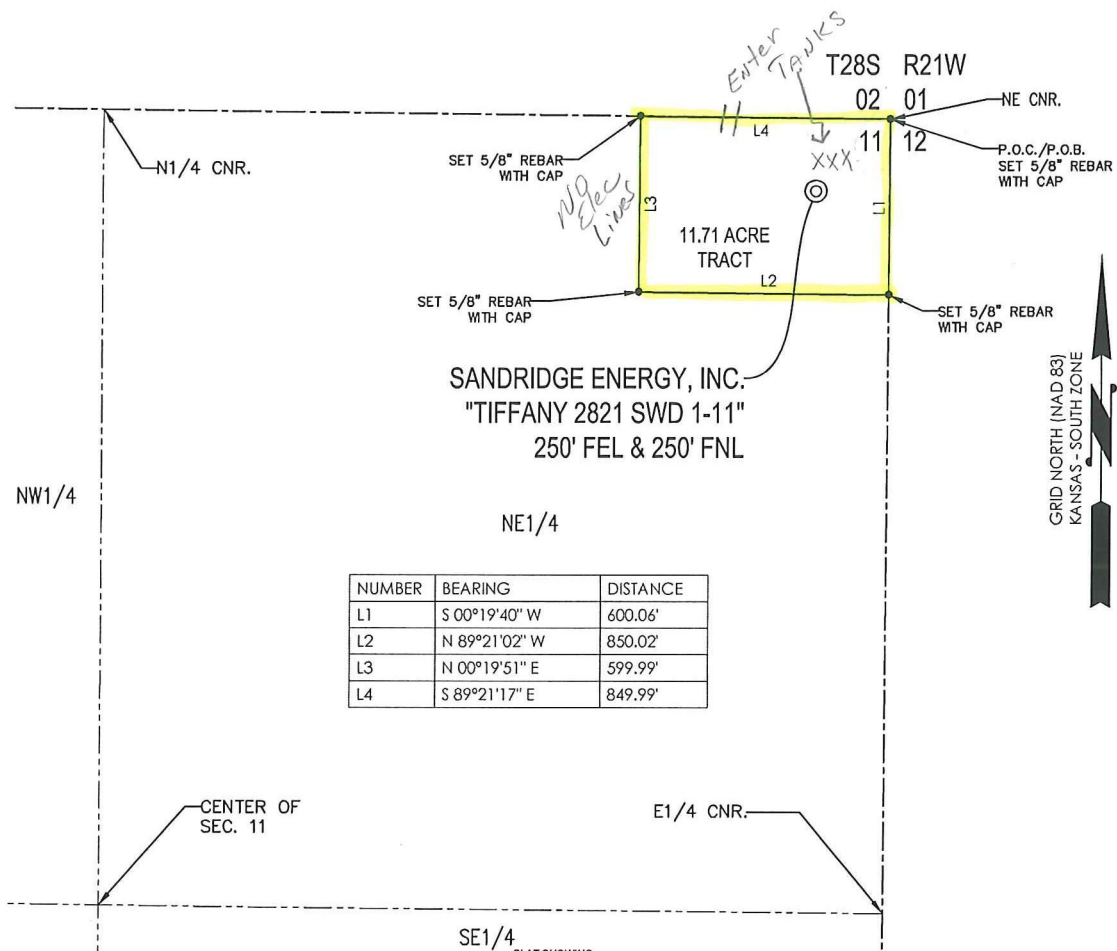 Enter
TANKS
T28S R21W
02 01
NE CNR.
11 12
L4
P.O.C./P.O.B.
SET 5/8" REBAR
WITH CAP
SET 5/8" REBAR
WITH CAP
N1/4 CNR.
XXX
NO
Elec
Lines
L3
L1
11.71 ACRE
TRACT
L2
SET 5/8" REBAR
WITH CAP
SET 5/8" REBAR
WITH CAP
SANDRIDGE ENERGY, INC.
"TIFFANY 2821 SWD 1-11"
250' FEL & 250' FNL
GRID NORTH (NAD 83)
KANSAS - SOUTH ZONE
N
NW1/4
NE1/4
NUMBER BEARING DISTANCE
L1 S 00°19'40" W 600.06'
L2 N 89°21'02" W 850.02'
L3 N 00°19'51" E 599.99'
L4 S 89°21'17" E 849.99'
CENTER OF
SEC. 11
E1/4 CNR.
SE1/4